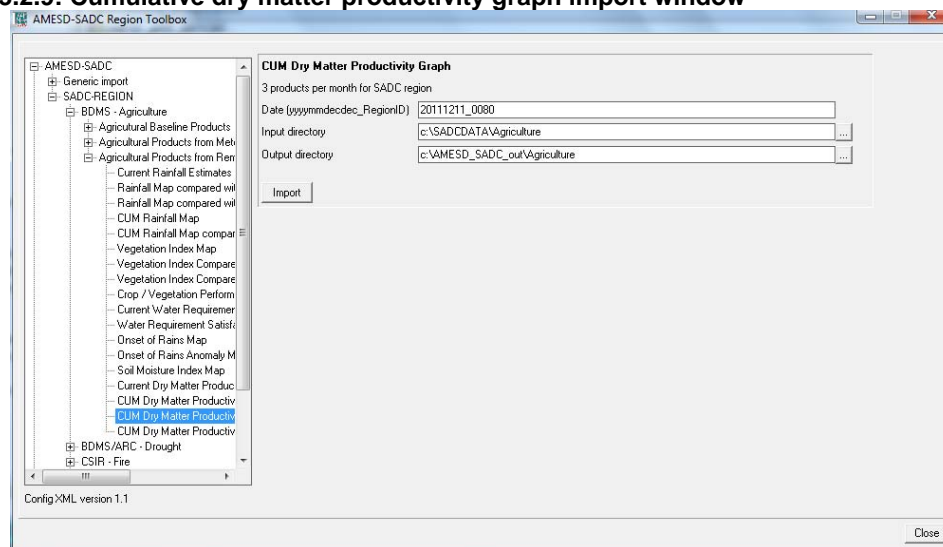 3.2.9: Cumulative dry matter productivity graph import window
AMESD-SADC Region Toolbox
AMESD-SADC
Generic import
SADC-REGION
BDMS - Agriculture
Agricutural Baseline Products
Agricultural Products from Mete
Agricultural Products from Rem
Current Rainfall Estimates
Rainfall Map compared wit
Rainfall Map compared wit
CUM Rainfall Map
CUM Rainfall Map compar
Vegetation Index Map
Vegetation Index Compare
Vegetation Index Compare
Crop / Vegetation Perform
Current Water Requiremer
Water Requirement Satisfa
Onset of Rains Map
Onset of Rains Anomaly M
Soil Moisture Index Map
Current Dry Matter Produc
CUM Dry Matter Productiv
CUM Dry Matter Productiv
CUM Dry Matter Productiv
BDMS/ARC - Drought
CSIR - Fire
Config XML version 1.1
CUM Dry Matter Productivity Graph
3 products per month for SADC region
Date (yyyymmdecdec_RegionID) 20111211_0080
Input directory c:\SADCDATA\Agriculture ...
Output directory c:\AMESD_SADC_out\Agriculture ...
Import
Close